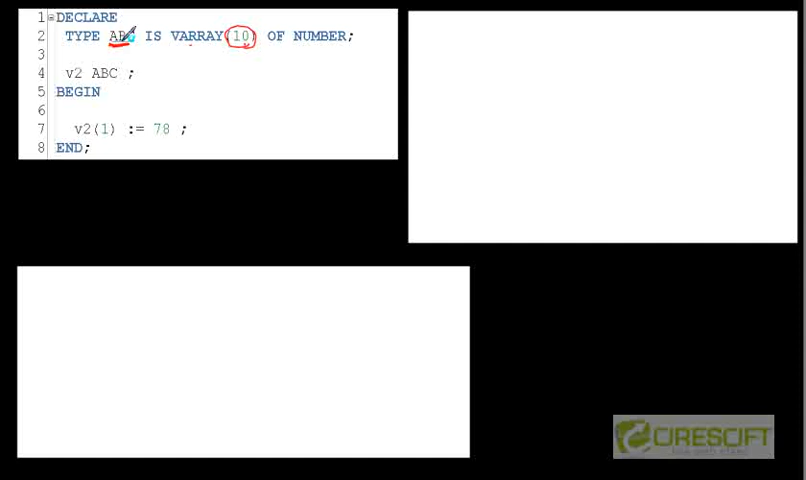 1 DECLARE
2 TYPE ABC IS VARRAY(10) OF NUMBER;
3
4 v2 ABC ;
5 BEGIN
6
7 v2(1) := 78 ;
8 END;
CIRESCIFT